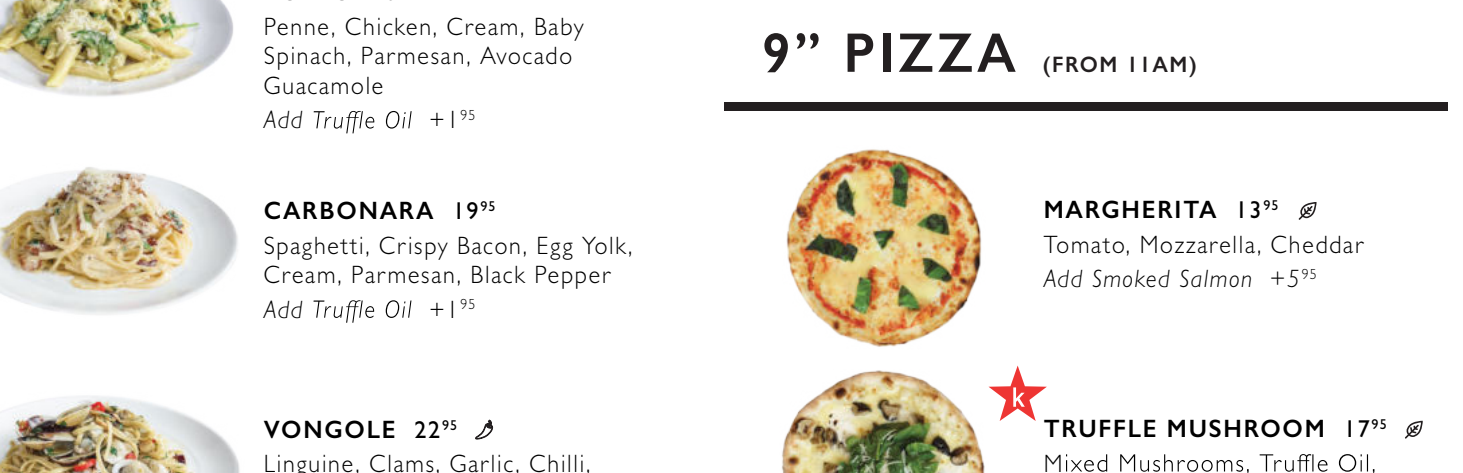 Penne, Chicken, Cream, Baby
Spinach, Parmesan, Avocado
Guacamole
Add Truffle Oil +1⁹⁵
CARBONARA 19⁹⁵
Spaghetti, Crispy Bacon, Egg Yolk,
Cream, Parmesan, Black Pepper
Add Truffle Oil +1⁹⁵
VONGOLE 22⁹⁵
Linguine, Clams, Garlic, Chilli,
9” PIZZA (FROM 11AM)
MARGHERITA 13⁹⁵
Tomato, Mozzarella, Cheddar
Add Smoked Salmon +5⁹⁵
k
TRUFFLE MUSHROOM 17⁹⁵
Mixed Mushrooms, Truffle Oil,